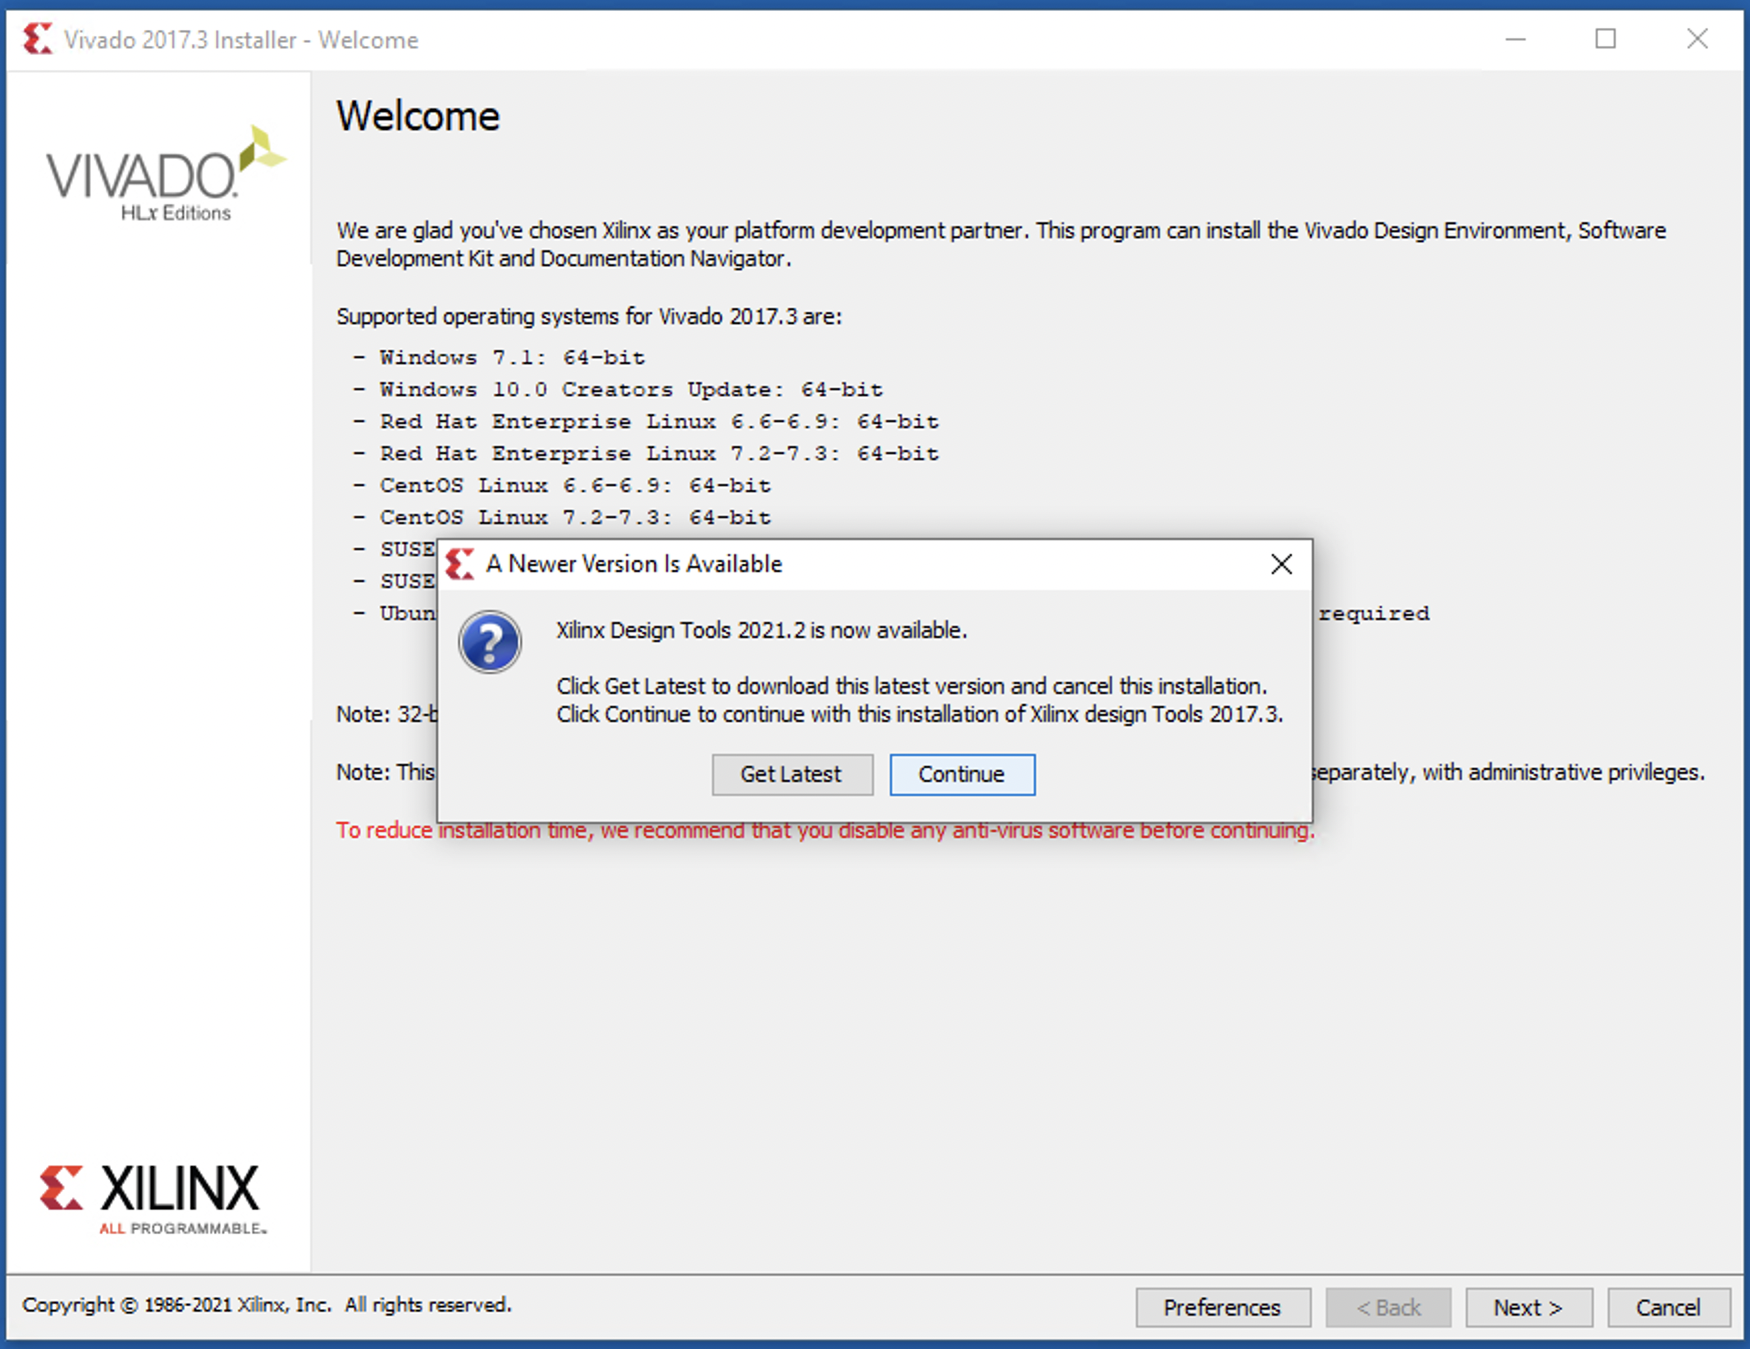 Vivado 2017.3 Installer - Welcome
VIVADO.
HLx Editions
Welcome
We are glad you've chosen Xilinx as your platform development partner. This program can install the Vivado Design Environment, Software
Development Kit and Documentation Navigator.
Supported operating systems for Vivado 2017.3 are:
- Windows 7.1: 64-bit
- Windows 10.0 Creators Update: 64-bit
- Red Hat Enterprise Linux 6.6-6.9: 64-bit
- Red Hat Enterprise Linux 7.2-7.3: 64-bit
- CentOS Linux 6.6-6.9: 64-bit
- CentOS Linux 7.2-7.3: 64-bit
- SUSE
- SUSE
- Ubun required
Note: 32-b
Note: This separately, with administrative privileges.
To reduce installation time, we recommend that you disable any anti-virus software before continuing.
A Newer Version Is Available
Xilinx Design Tools 2021.2 is now available.
Click Get Latest to download this latest version and cancel this installation.
Click Continue to continue with this installation of Xilinx design Tools 2017.3.
Get Latest Continue
XILINX
ALL PROGRAMMABLE™
Copyright © 1986-2021 Xilinx, Inc. All rights reserved.
Preferences < Back Next > Cancel